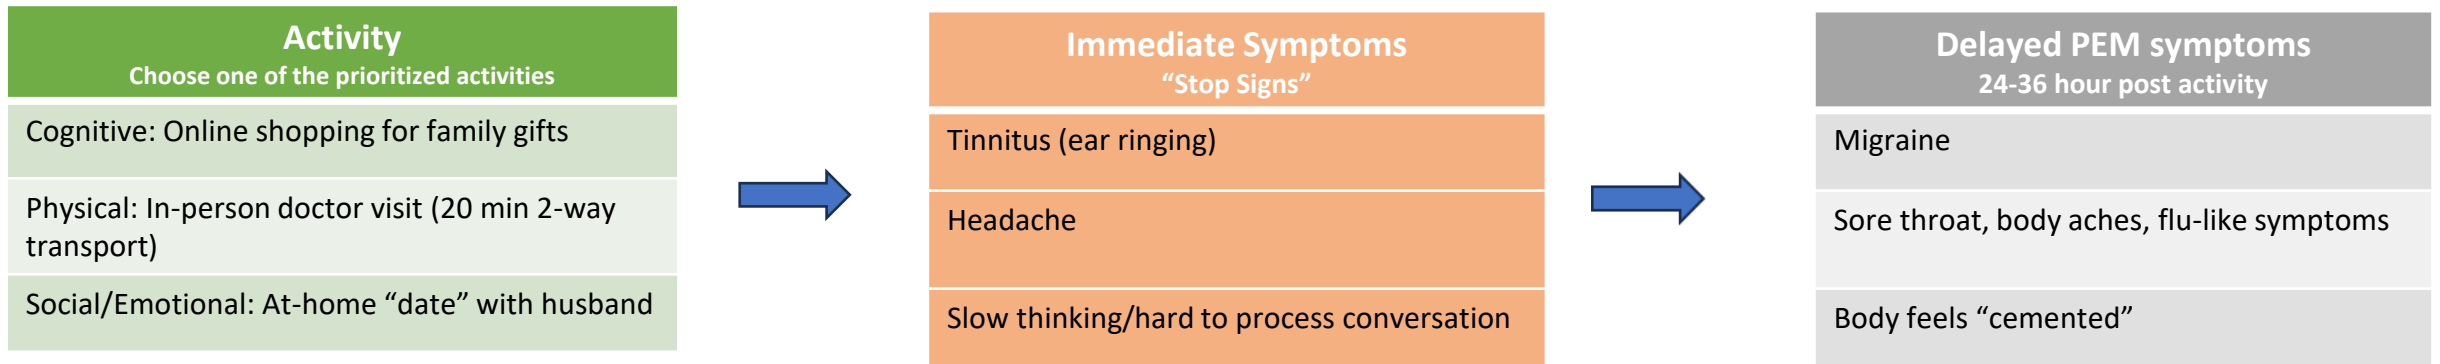 Activity
Choose one of the prioritized activities
Cognitive: Online shopping for family gifts
Physical: In-person doctor visit (20 min 2-way
transport)
Social/Emotional: At-home “date” with husband
Immediate Symptoms
“Stop Signs”
Tinnitus (ear ringing)
Headache
Slow thinking/hard to process conversation
Delayed PEM symptoms
24-36 hour post activity
Migraine
Sore throat, body aches, flu-like symptoms
Body feels “cemented”